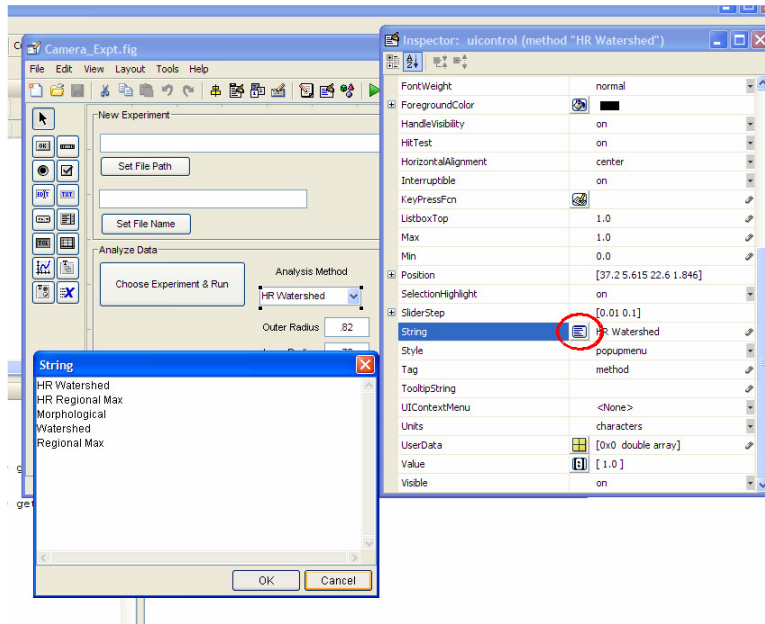 Camera_Expt.fig
File Edit View Layout Tools Help
New Experiment
Set File Path
Set File Name
Analyze Data
Choose Experiment & Run
Analysis Method
HR Watershed
Outer Radius .82
String
HR Watershed
HR Regional Max
Morphological
Watershed
Regional Max
OK Cancel
Inspector: uicontrol (method "HR Watershed")
FontWeight normal
ForegroundColor
HandleVisibility on
HitTest on
HorizontalAlignment center
Interruptible on
KeyPressFcn
ListboxTop 1.0
Max 1.0
Min 0.0
Position [37.2 5.615 22.6 1.846]
SelectionHighlight on
SliderStep [0.01 0.1]
String HR Watershed
Style popupmenu
Tag method
TooltipString
UIContextMenu <None>
Units characters
UserData [0x0 double array]
Value [ 1.0 ]
Visible on